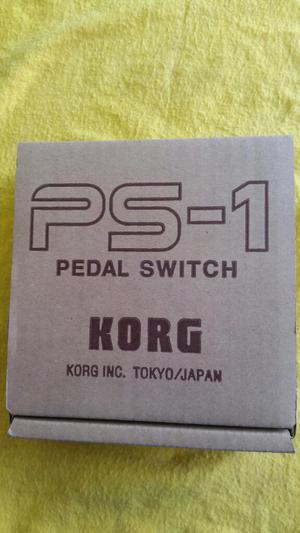 PS-1
PEDAL SWITCH
KORG
KORG INC. TOKYO/JAPAN